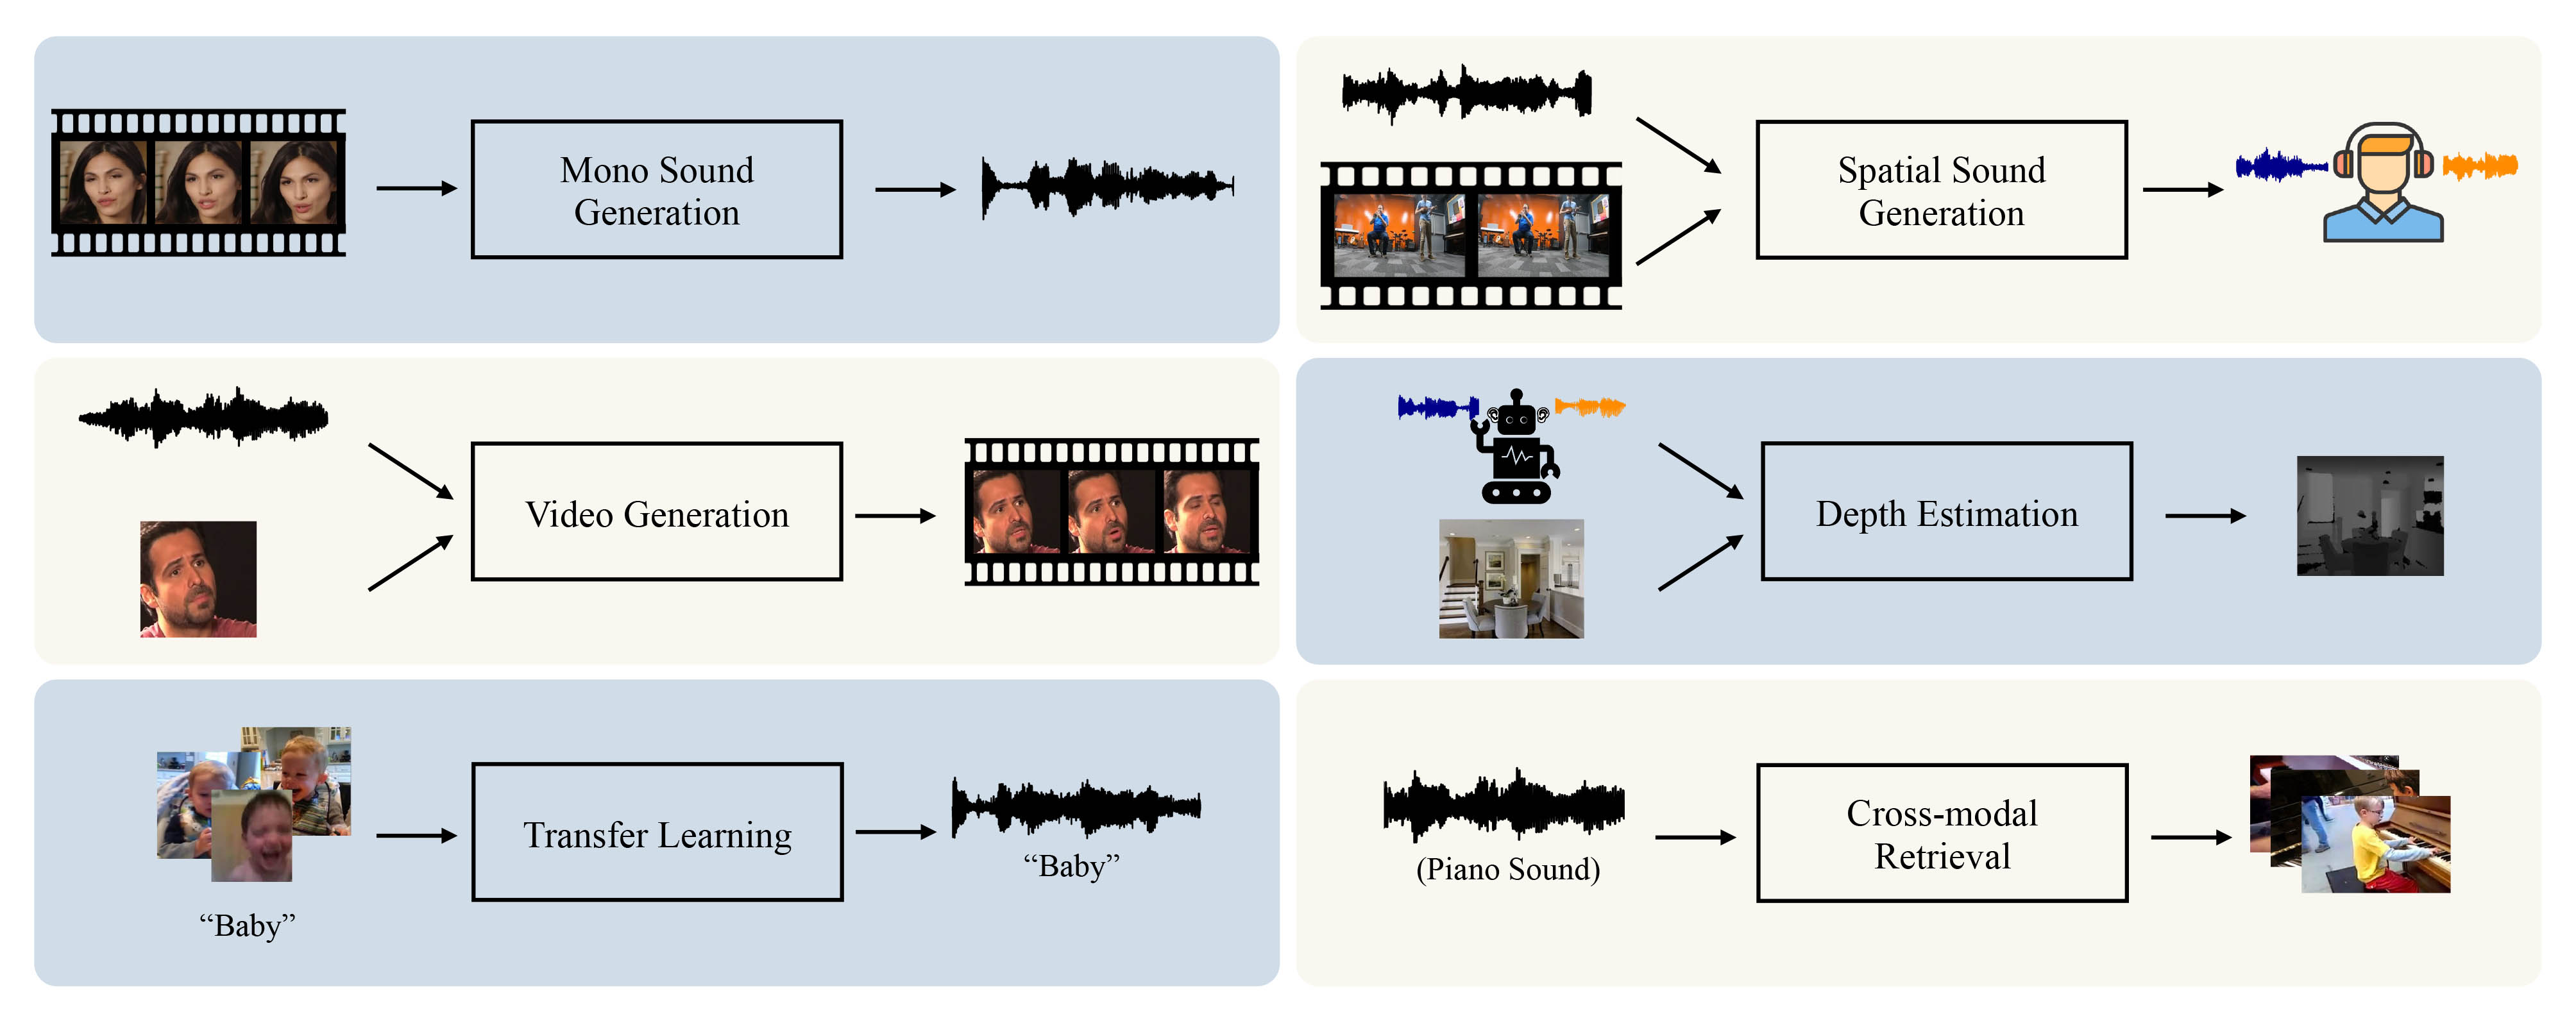 Mono Sound
Generation
Spatial Sound
Generation
Video Generation
Depth Estimation
Transfer Learning
“Baby”
“Baby”
(Piano Sound)
Cross-modal
Retrieval